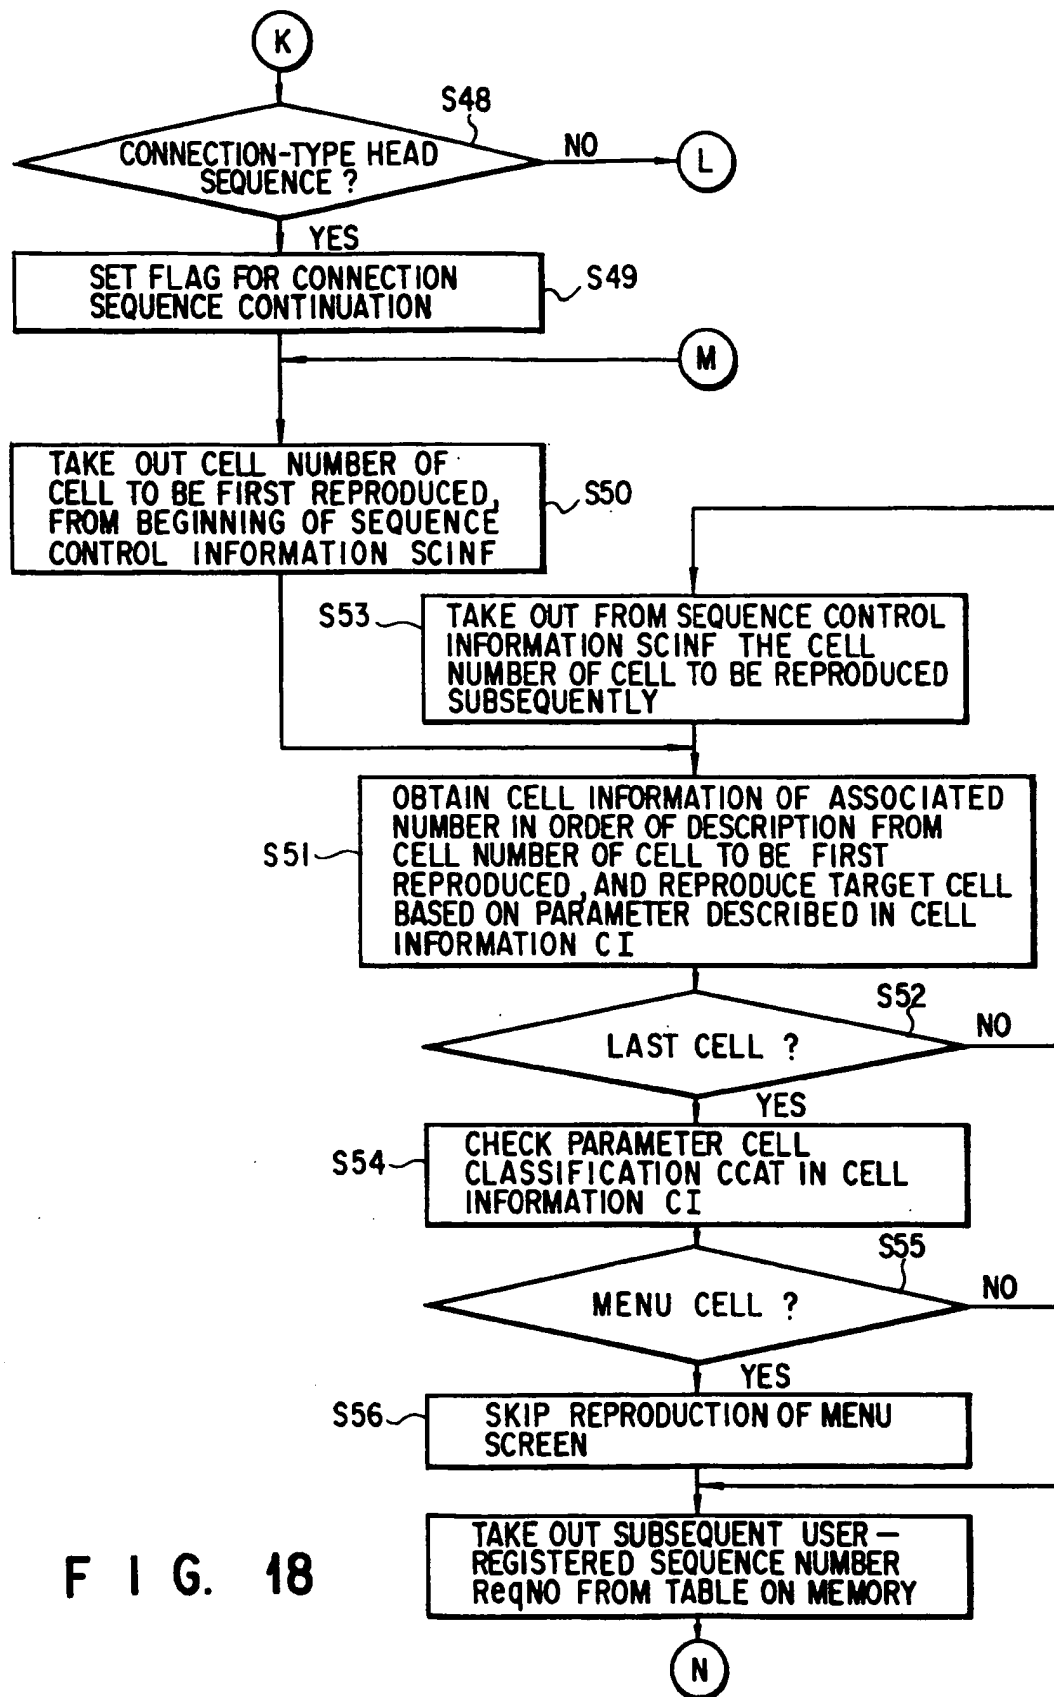 K
S48
CONNECTION-TYPE HEAD
SEQUENCE ?
NO
L
YES
SET FLAG FOR CONNECTION
SEQUENCE CONTINUATION
S49
M
TAKE OUT CELL NUMBER OF
CELL TO BE FIRST REPRODUCED,
FROM BEGINNING OF SEQUENCE
CONTROL INFORMATION SCINF
S50
S53
TAKE OUT FROM SEQUENCE CONTROL
INFORMATION SCINF THE CELL
NUMBER OF CELL TO BE REPRODUCED
SUBSEQUENTLY
S51
OBTAIN CELL INFORMATION OF ASSOCIATED
NUMBER IN ORDER OF DESCRIPTION FROM
CELL NUMBER OF CELL TO BE FIRST
REPRODUCED, AND REPRODUCE TARGET CELL
BASED ON PARAMETER DESCRIBED IN CELL
INFORMATION CI
S52
LAST CELL ?
NO
YES
S54
CHECK PARAMETER CELL
CLASSIFICATION CCAT IN CELL
INFORMATION CI
S55
MENU CELL ?
NO
YES
S56
SKIP REPRODUCTION OF MENU
SCREEN
TAKE OUT SUBSEQUENT USER-
REGISTERED SEQUENCE NUMBER
ReqNO FROM TABLE ON MEMORY
N
FIG. 18